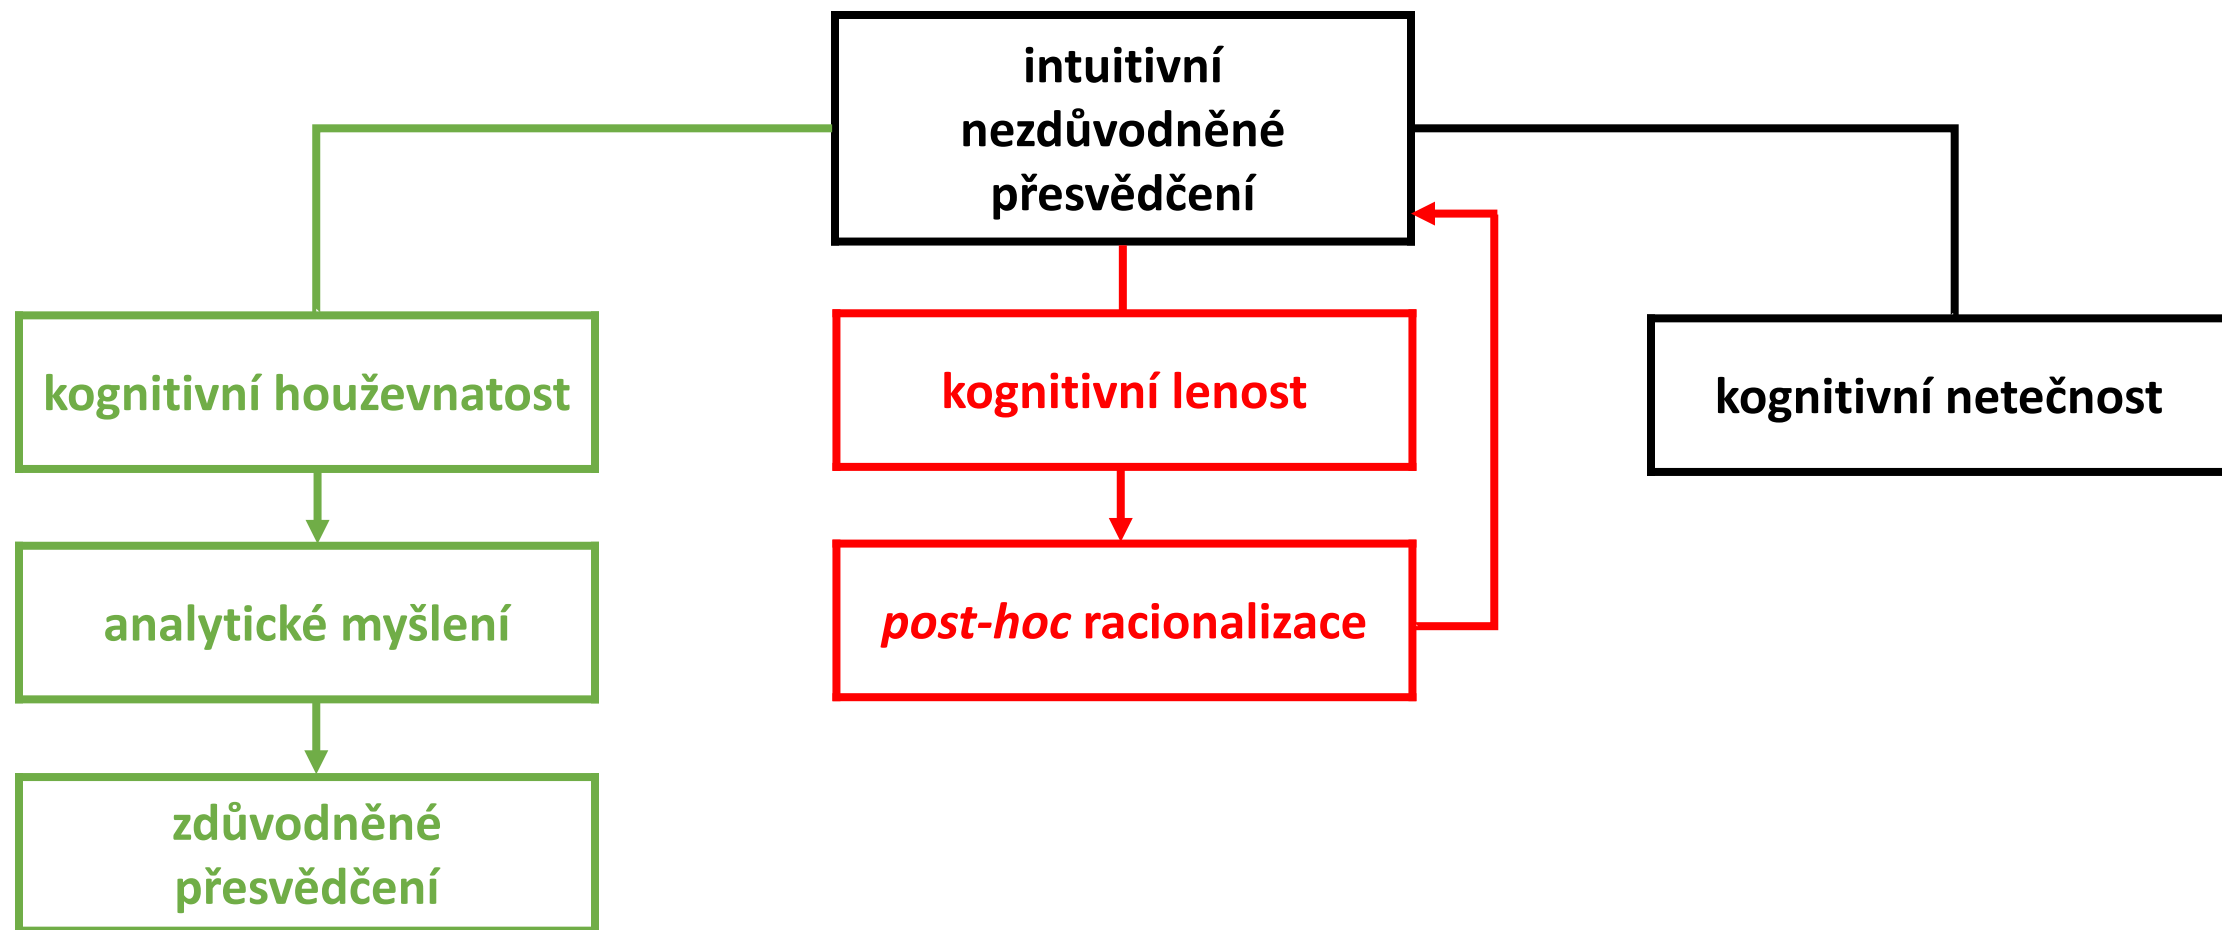 intuitivní
nezdůvodněné
přesvědčení
kognitivní houževnatost
kognitivní lenost
kognitivní netečnost
analytické myšlení
post-hoc racionalizace
zdůvodněné
přesvědčení